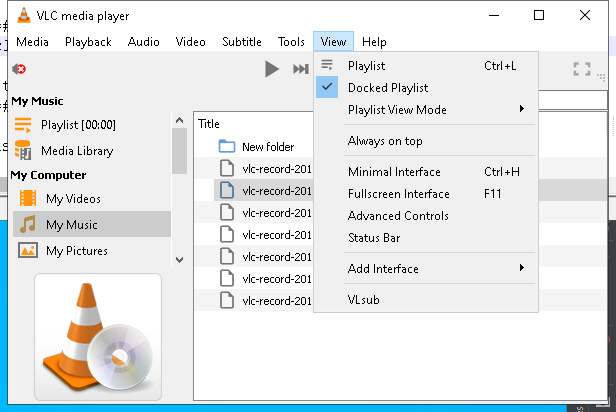 VLC media player
Media Playback Audio Video Subtitle Tools View Help
My Music
Playlist [00:00]
Media Library
My Computer
My Videos
My Music
My Pictures
Title
New folder
vlc-record-201
vlc-record-201
vlc-record-201
vlc-record-201
vlc-record-201
vlc-record-201
vlc-record-201
Playlist Ctrl+L
Docked Playlist
Playlist View Mode
Always on top
Minimal Interface Ctrl+H
Fullscreen Interface F11
Advanced Controls
Status Bar
Add Interface
VLsub